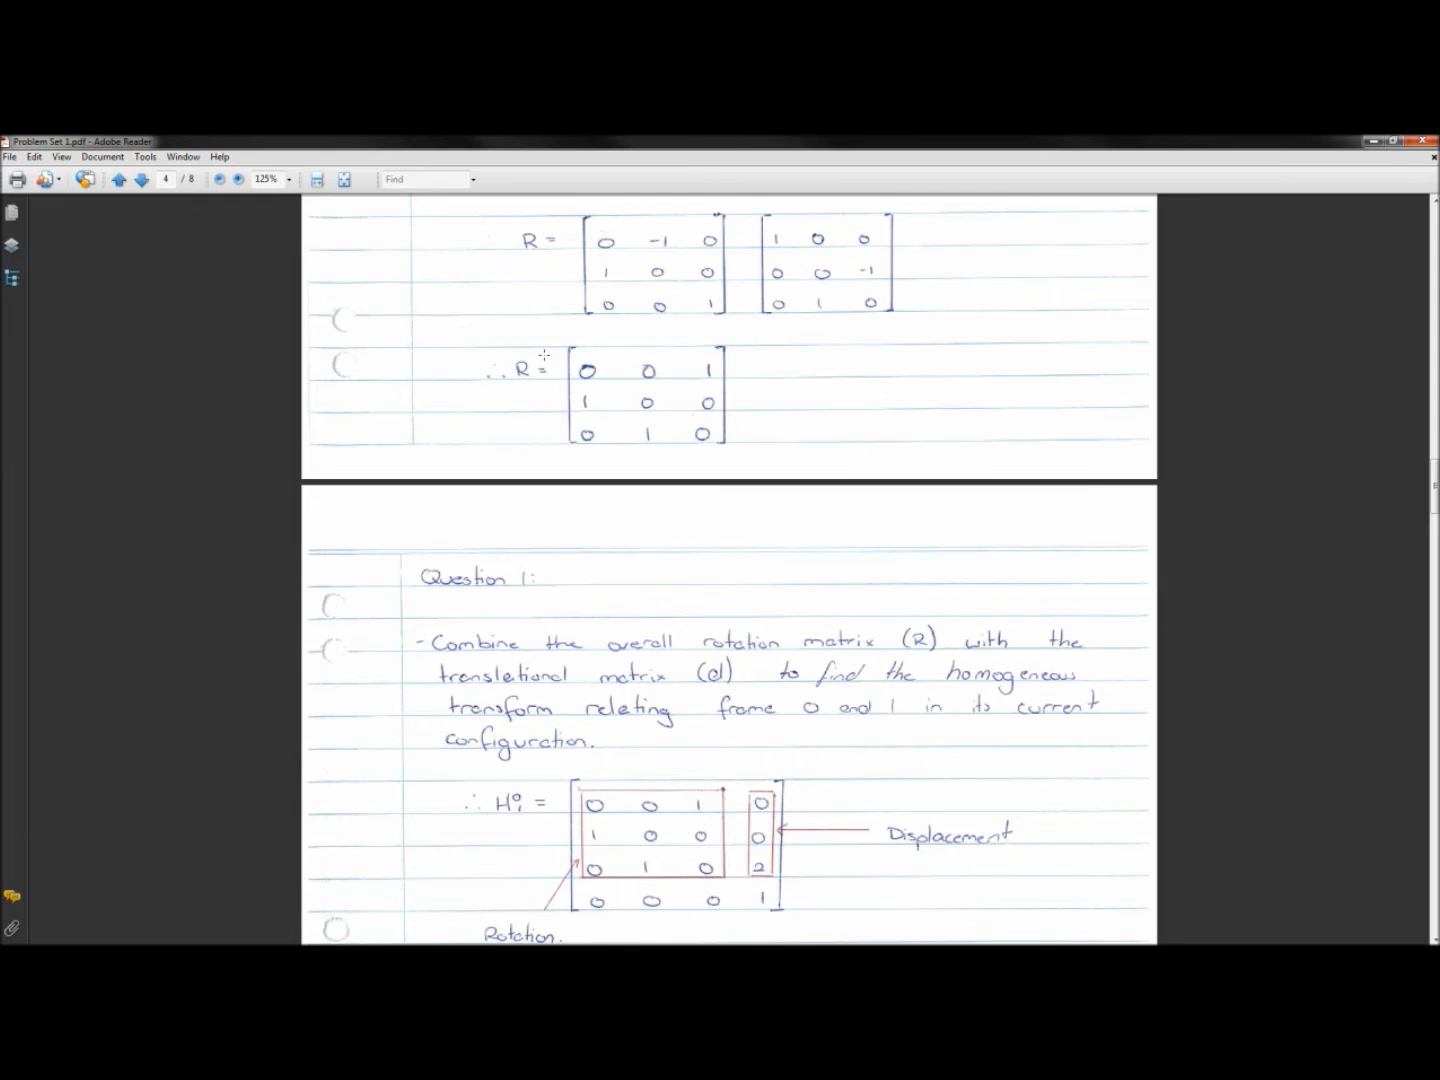 Problem Set 1.pdf - Adobe Reader
File Edit View Document Tools Window Help
4 / 8 125% Find
R = [ 0 -1 0 ] [ 1 0 0 ]
[ 1 0 0 ] [ 0 0 -1 ]
[ 0 0 1 ] [ 0 1 0 ]
∴ R = [ 0 0 1 ]
[ 1 0 0 ]
[ 0 1 0 ]
Question 1:
- Combine the overall rotation matrix (R) with the
translational matrix (d) to find the homogeneous
transform relating frame 0 and 1 in its current
configuration.
∴ H⁰₁ = [ 0 0 1 0 ]
[ 1 0 0 0 ] Displacement
[ 0 1 0 2 ]
[ 0 0 0 1 ]
Rotation.